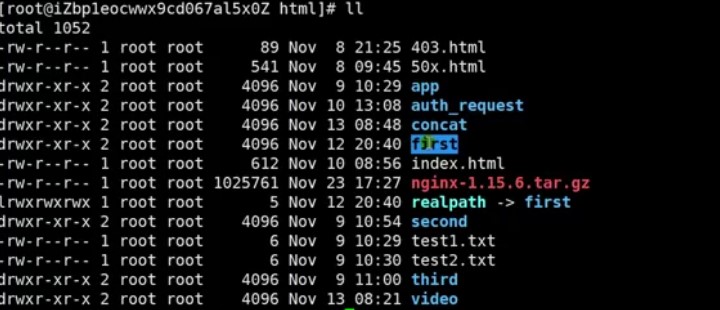 [root@iZbp1eocwwx9cd067al5x0Z html]# ll
total 1052
-rw-r--r-- 1 root root 89 Nov 8 21:25 403.html
-rw-r--r-- 1 root root 541 Nov 8 09:45 50x.html
drwxr-xr-x 2 root root 4096 Nov 9 10:29 app
drwxr-xr-x 2 root root 4096 Nov 10 13:08 auth_request
drwxr-xr-x 2 root root 4096 Nov 13 08:48 concat
drwxr-xr-x 2 root root 4096 Nov 12 20:40 first
-rw-r--r-- 1 root root 612 Nov 10 08:56 index.html
-rw-r--r-- 1 root root 1025761 Nov 23 17:27 nginx-1.15.6.tar.gz
lrwxrwxrwx 1 root root 5 Nov 12 20:40 realpath -> first
drwxr-xr-x 2 root root 4096 Nov 9 10:54 second
-rw-r--r-- 1 root root 6 Nov 9 10:29 test1.txt
-rw-r--r-- 1 root root 6 Nov 9 10:30 test2.txt
drwxr-xr-x 2 root root 4096 Nov 9 11:00 third
drwxr-xr-x 2 root root 4096 Nov 13 08:21 video